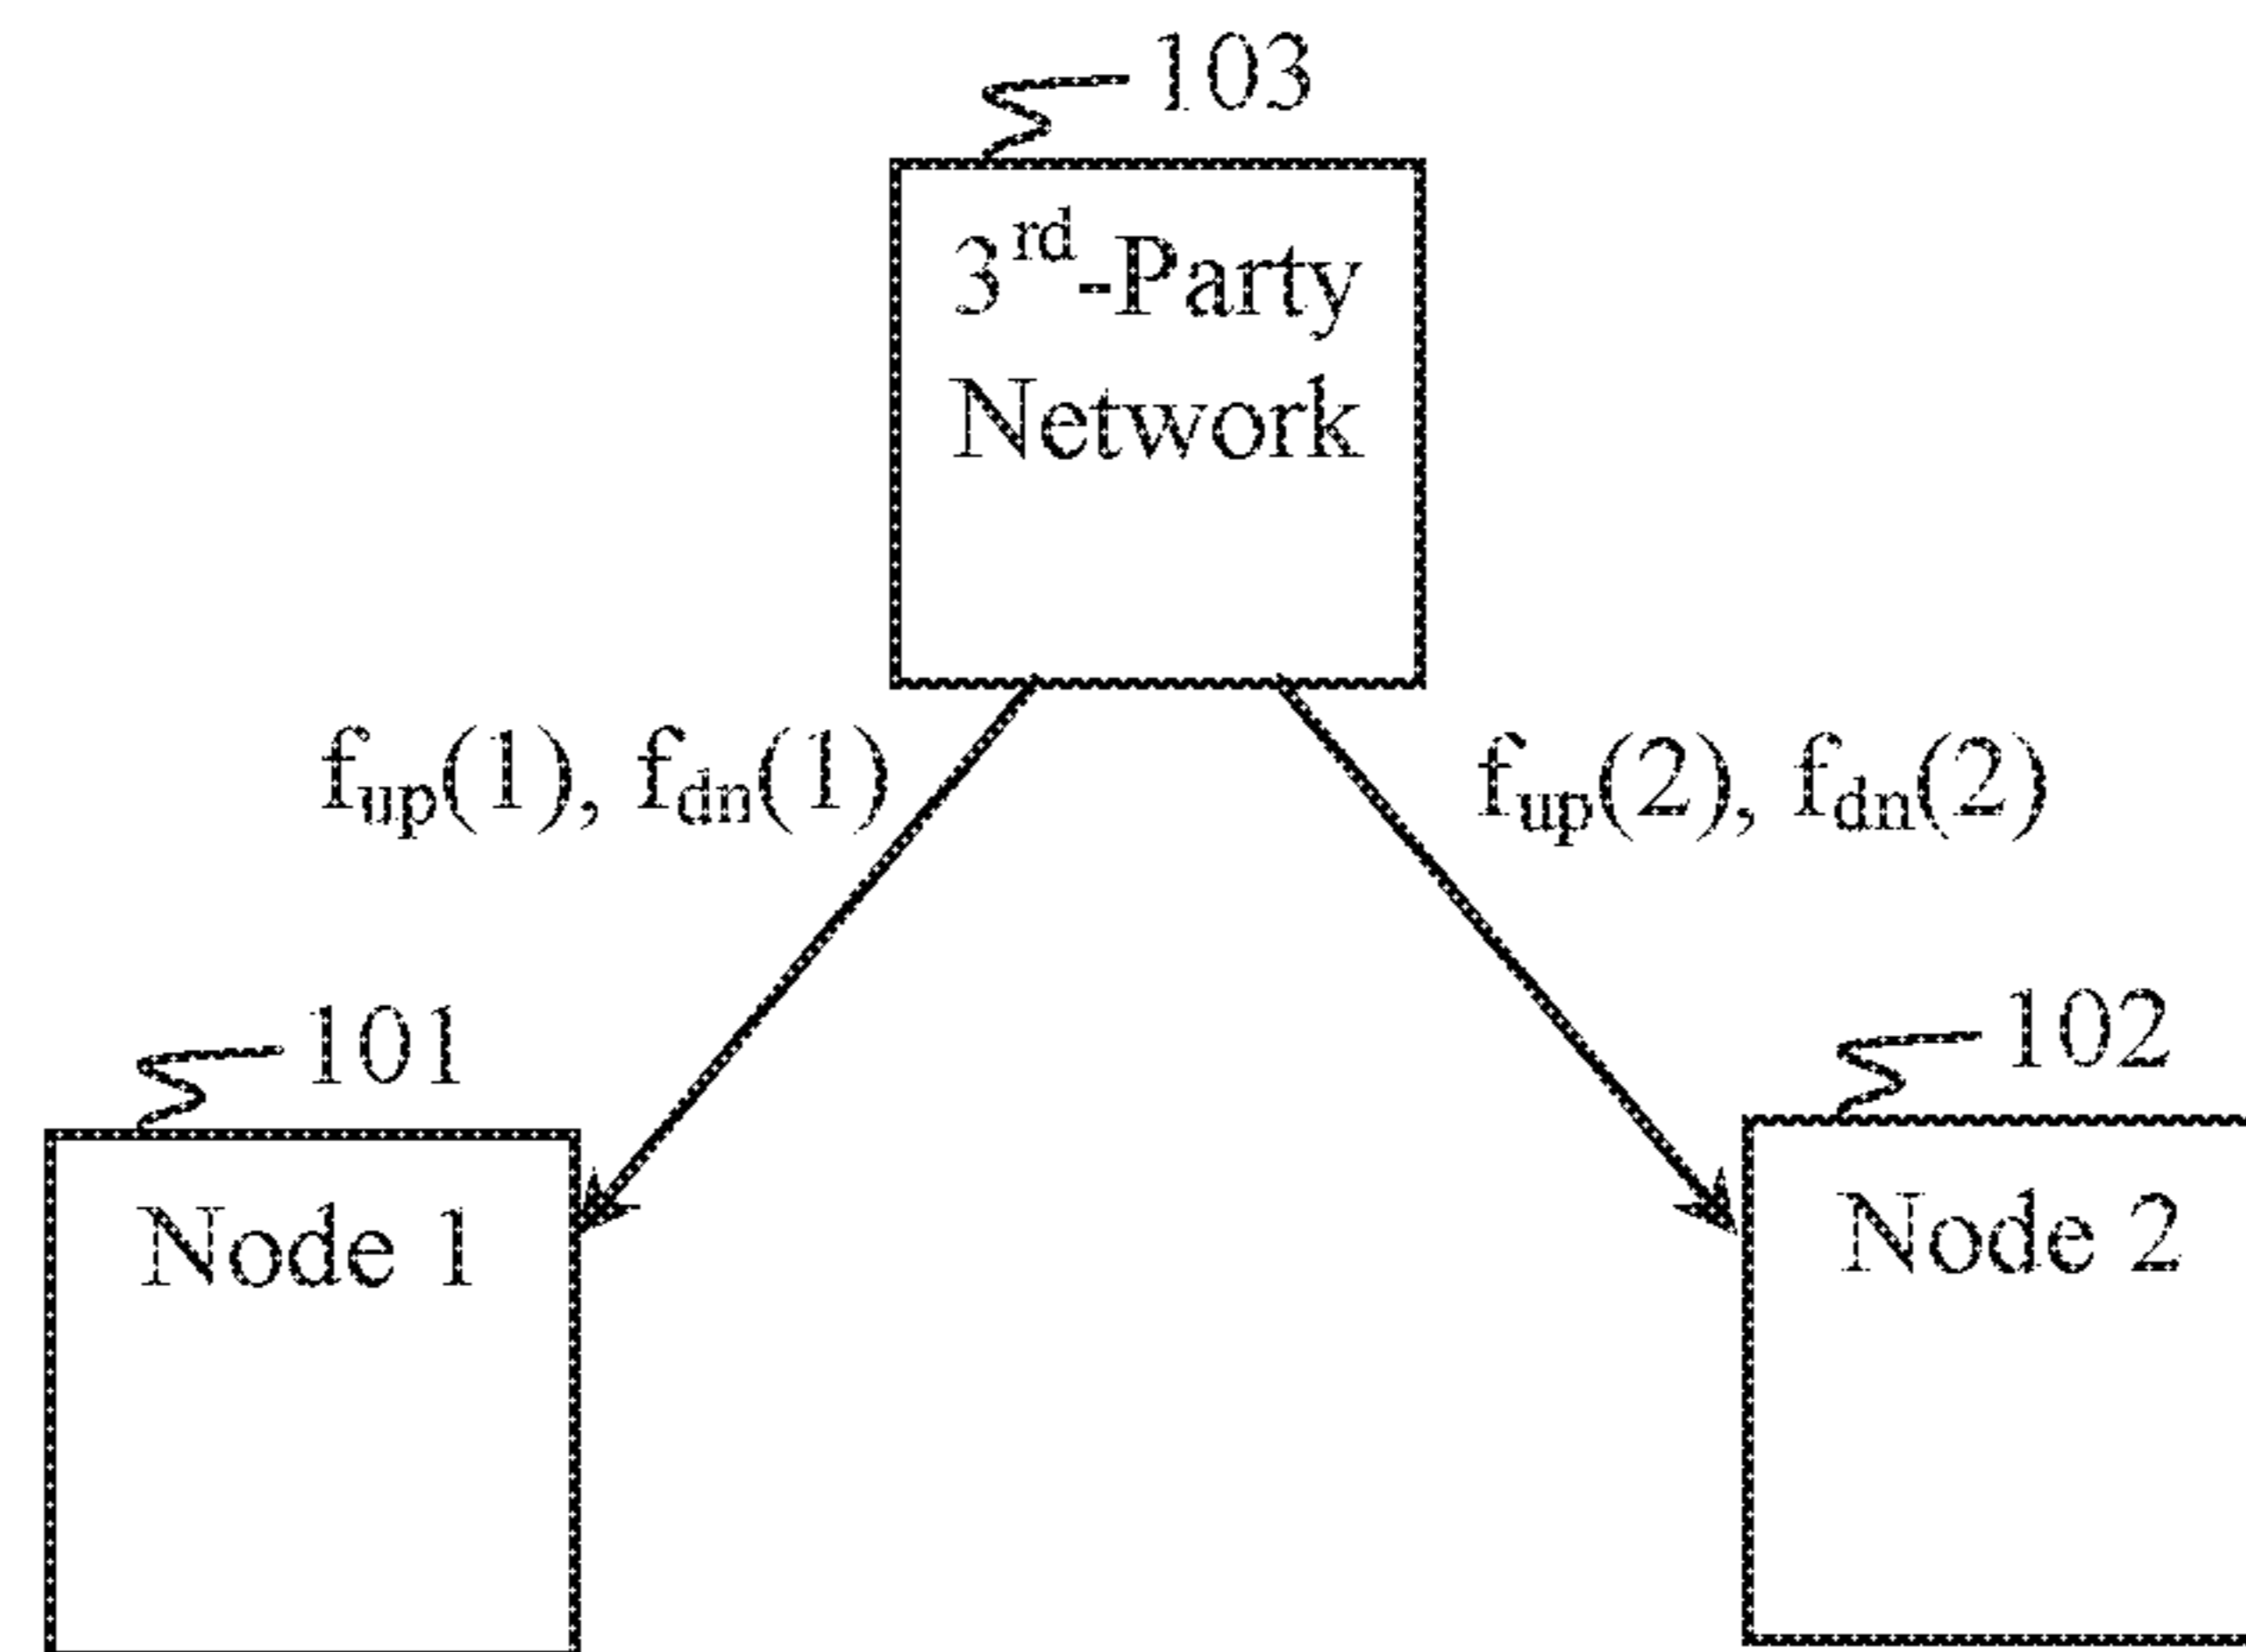 103
3rd-Party
Network
fup(1), fdn(1)
fup(2), fdn(2)
101
102
Node 1
Node 2